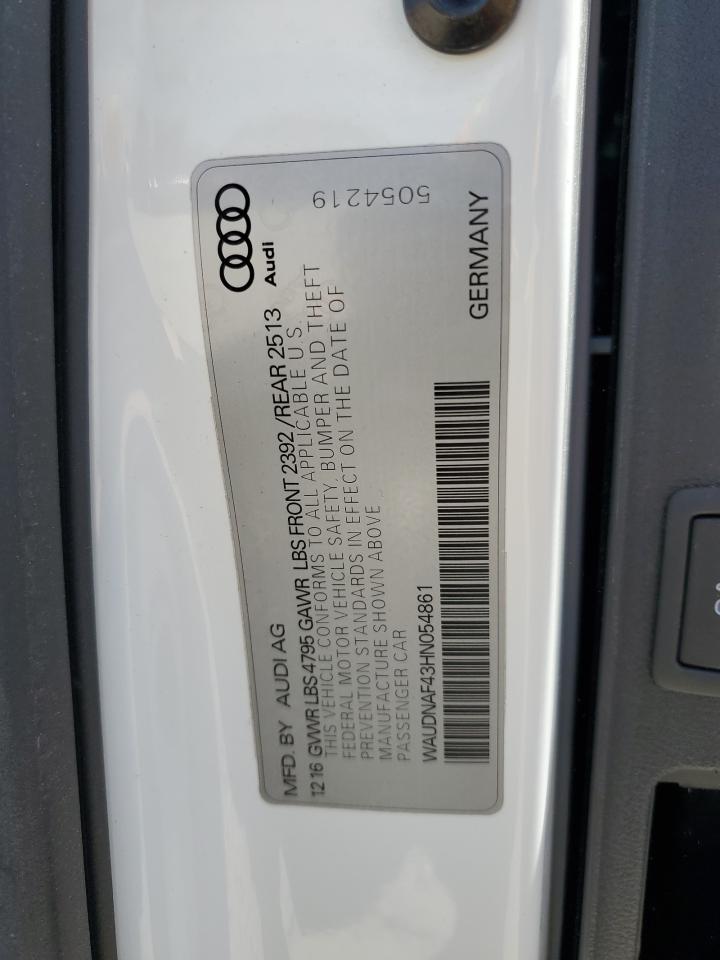 MFD. BY AUDI AG
12 16 GVWR LBS 4795 GAWR LBS FRONT 2392 / REAR 2513
THIS VEHICLE CONFORMS TO ALL APPLICABLE U.S.
FEDERAL MOTOR VEHICLE SAFETY, BUMPER AND THEFT
PREVENTION STANDARDS IN EFFECT ON THE DATE OF
MANUFACTURE SHOWN ABOVE
PASSENGER CAR
WAUDNAF43HN054861
Audi
5054219
GERMANY